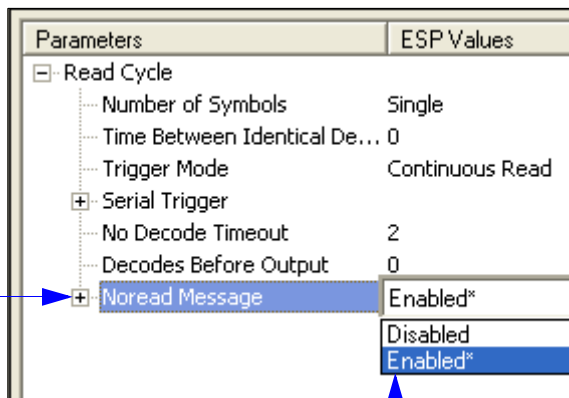 Parameters ESP Values
Read Cycle
Number of Symbols Single
Time Between Identical De... 0
Trigger Mode Continuous Read
Serial Trigger
No Decode Timeout 2
Decodes Before Output 0
Noread Message Enabled*
Disabled
Enabled*